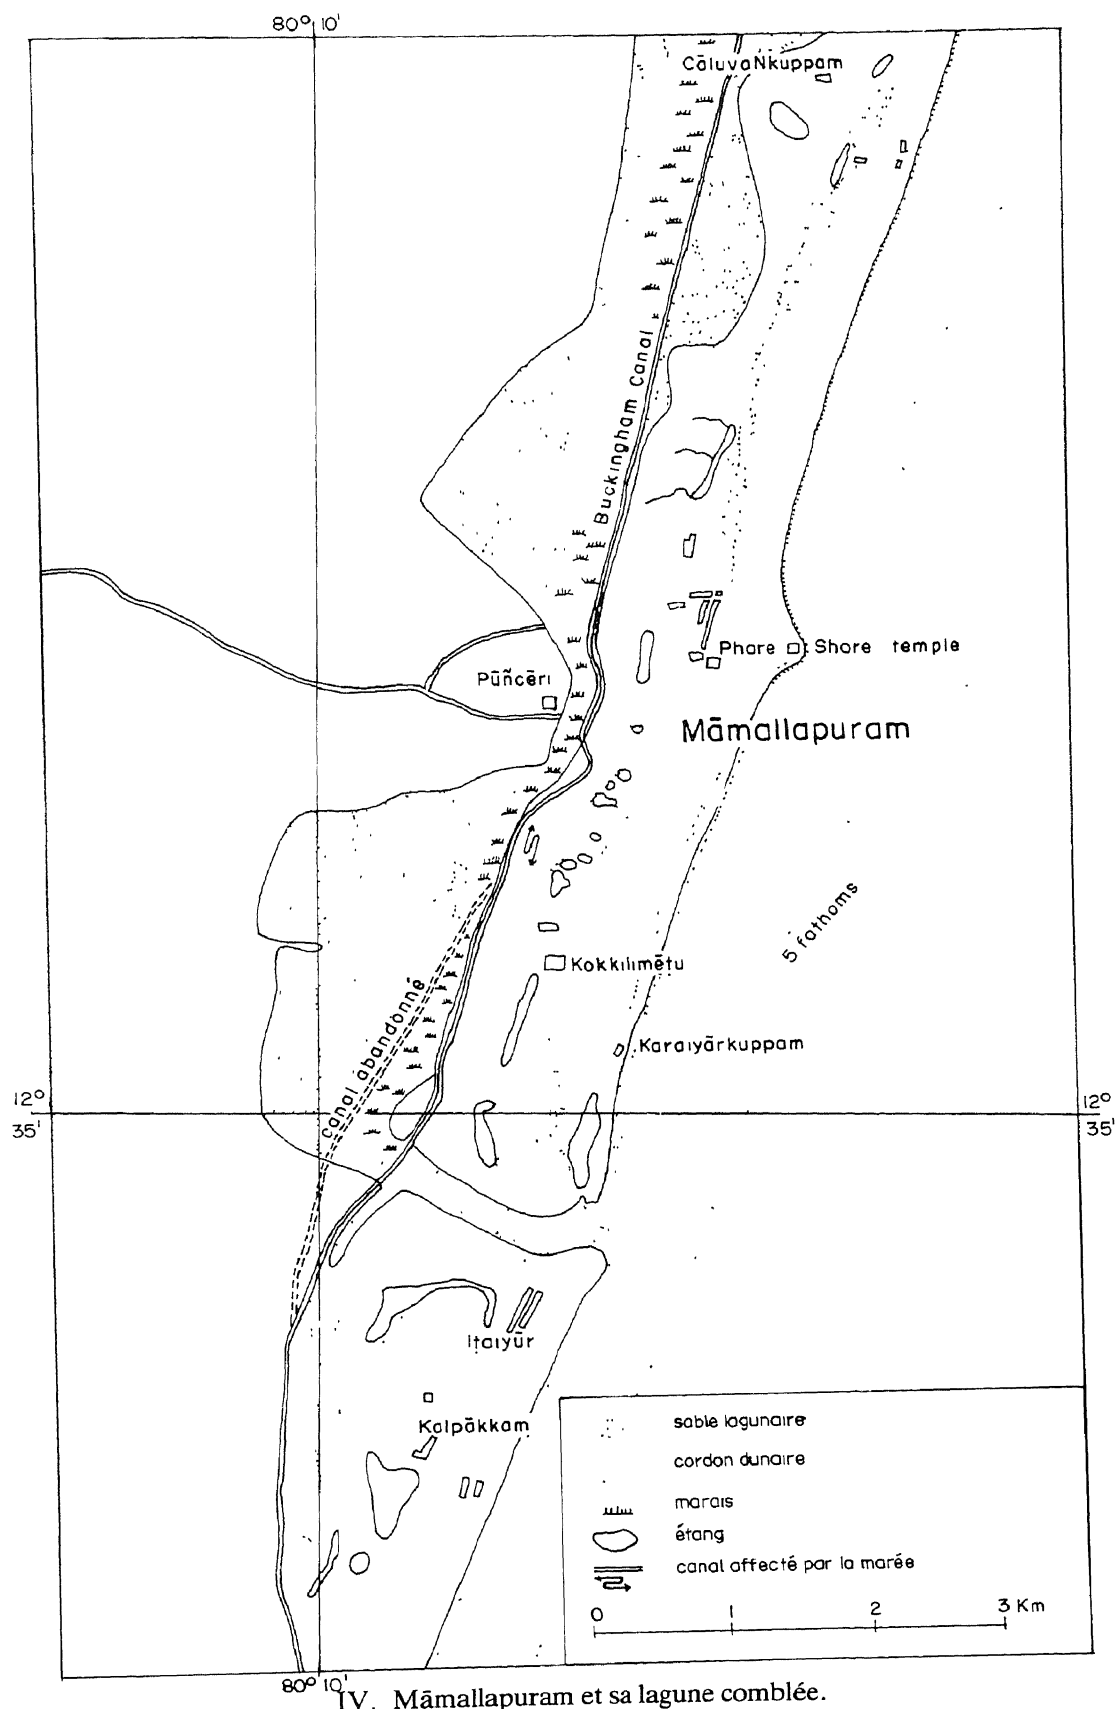 80° 10'
CāluvaNkuppam
Buckingham Canal
Phare
Shore temple
Pūñcēri
Māmallapuram
5 fathoms
Kokkilimētu
canal abandonné
Karaiyārkuppam
12°
35'
12°
35'
Itaiyūr
Kalpākkam
sable lagunaire
cordon dunaire
marais
étang
canal affecté par la marée
0 1 2 3 Km
80° 10'
IV. Māmallapuram et sa lagune comblée.